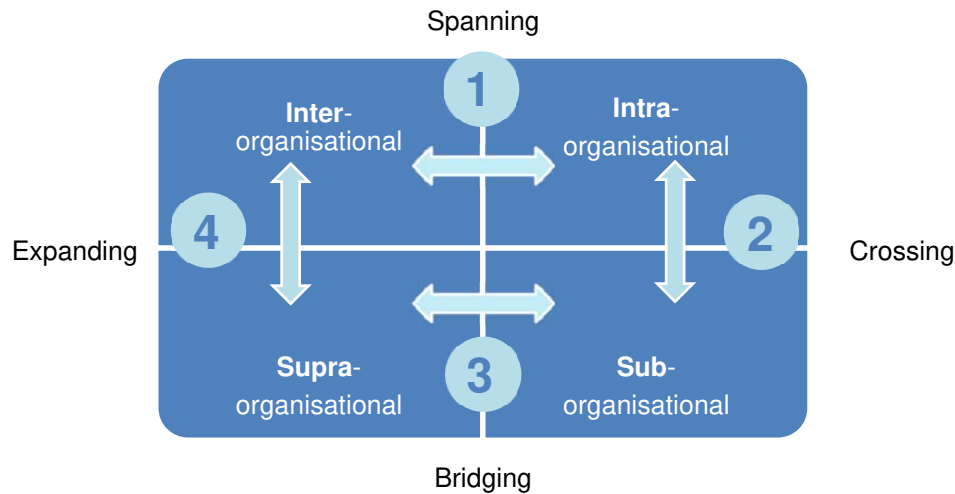 Spanning
1
Inter-
organisational
Intra-
organisational
4
2
Expanding
Crossing
Supra-
organisational
3
Sub-
organisational
Bridging